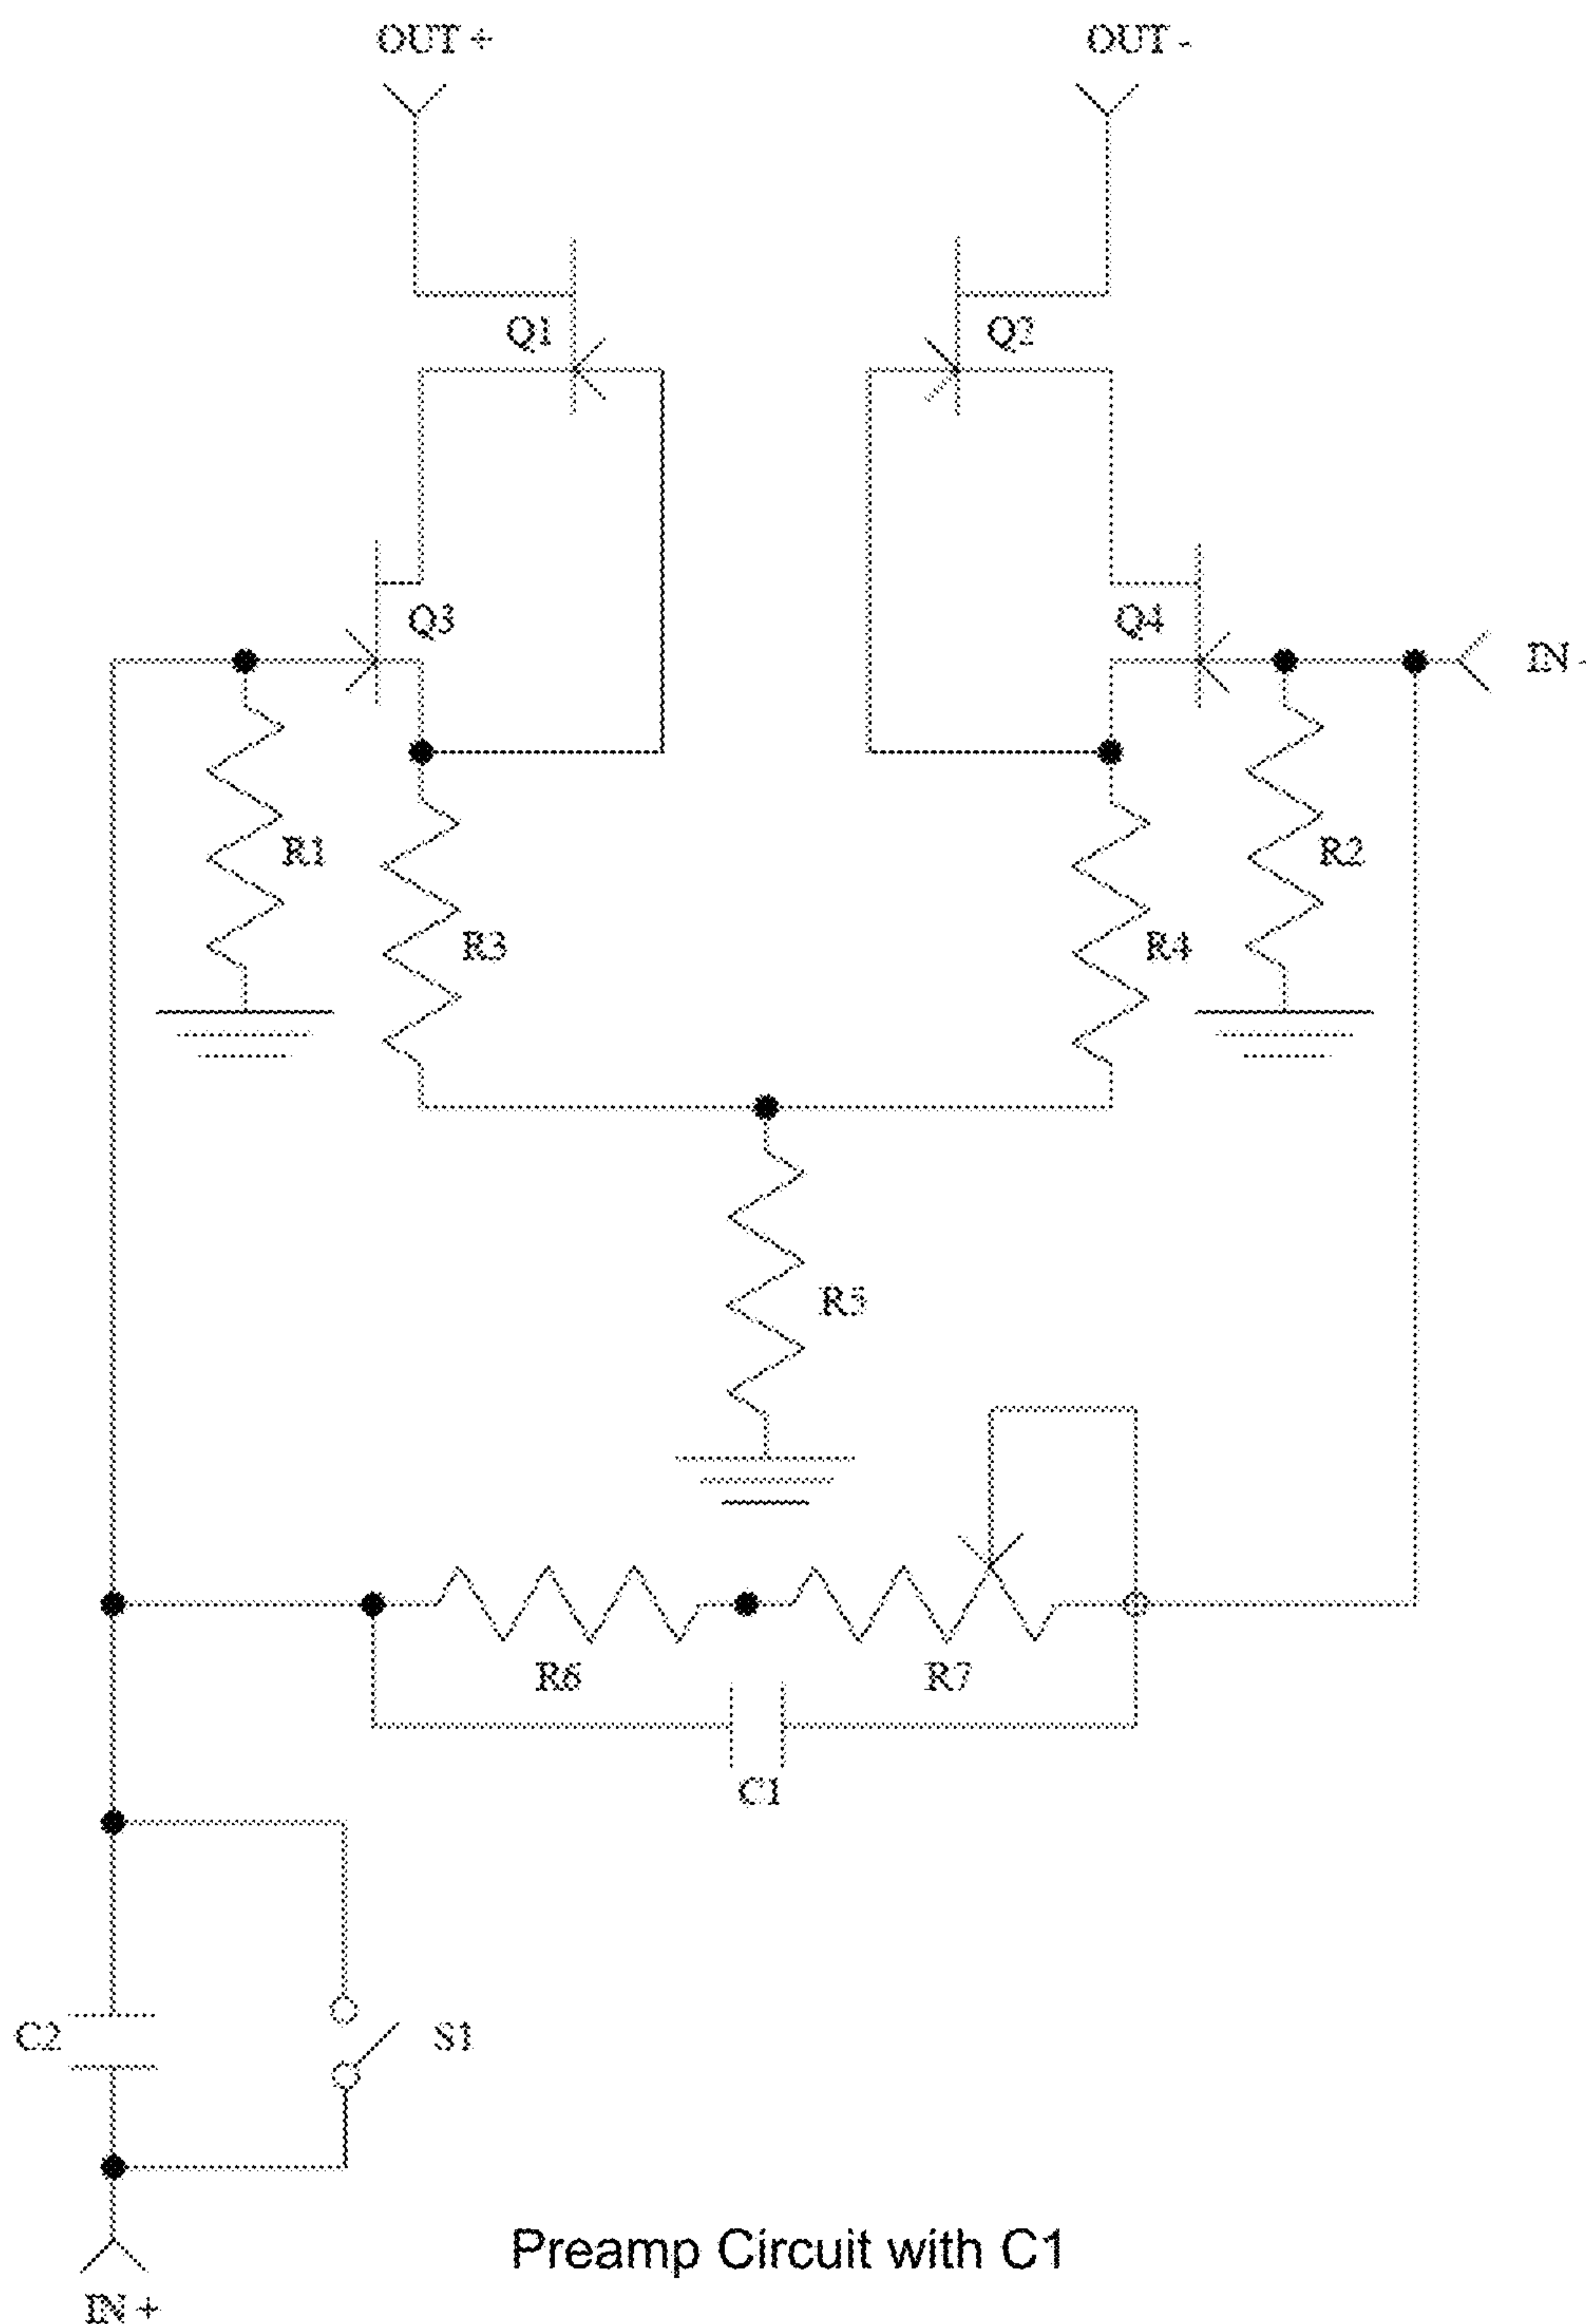 OUT +
OUT -
Q1
Q2
Q3
Q4
IN -
R1
R2
R3
R4
R5
R6
R7
C1
C2
S1
Preamp Circuit with C1
IN +